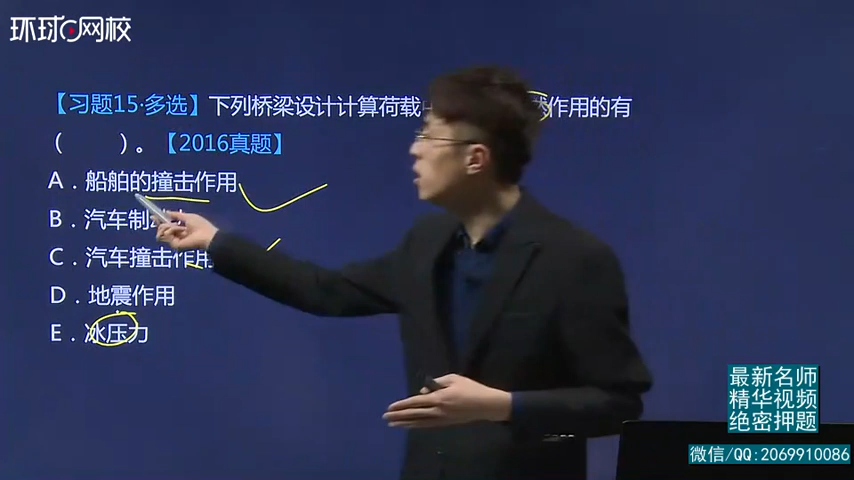 环球网校
【习题15·多选】下列桥梁设计计算荷载 作用的有
（ ）。【2016真题】
A．船舶的撞击作用
B．汽车制动
C．汽车撞击作用
D．地震作用
E．冰压力
最新名师
精华视频
绝密押题
微信/QQ:2069910086